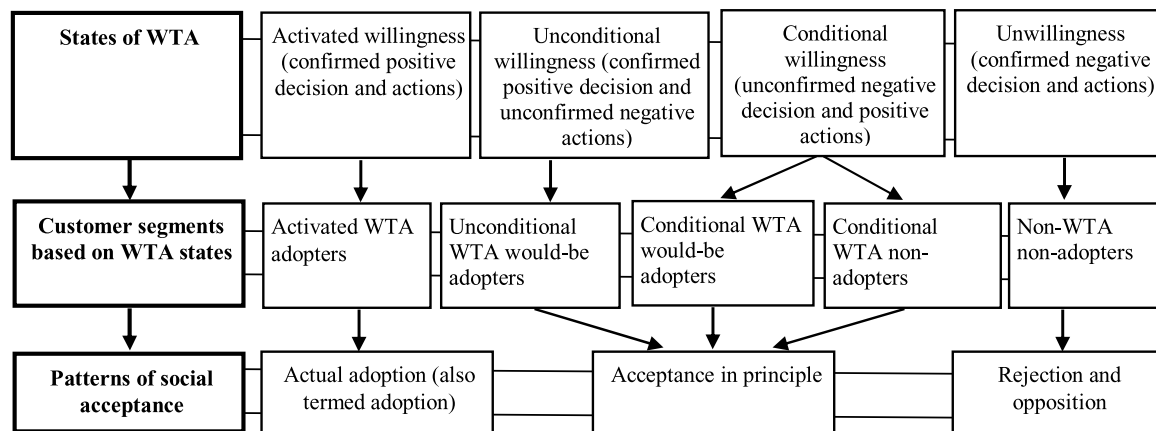 States of WTA
Activated willingness
(confirmed positive
decision and actions)
Unconditional
willingness (confirmed
positive decision and
unconfirmed negative
actions)
Conditional
willingness
(unconfirmed negative
decision and positive
actions)
Unwillingness
(confirmed negative
decision and actions)
Customer segments
based on WTA states
Activated WTA
adopters
Unconditional
WTA would-be
adopters
Conditional WTA
would-be
adopters
Conditional
WTA non-
adopters
Non-WTA
non-adopters
Patterns of social
acceptance
Actual adoption (also
termed adoption)
Acceptance in principle
Rejection and
opposition